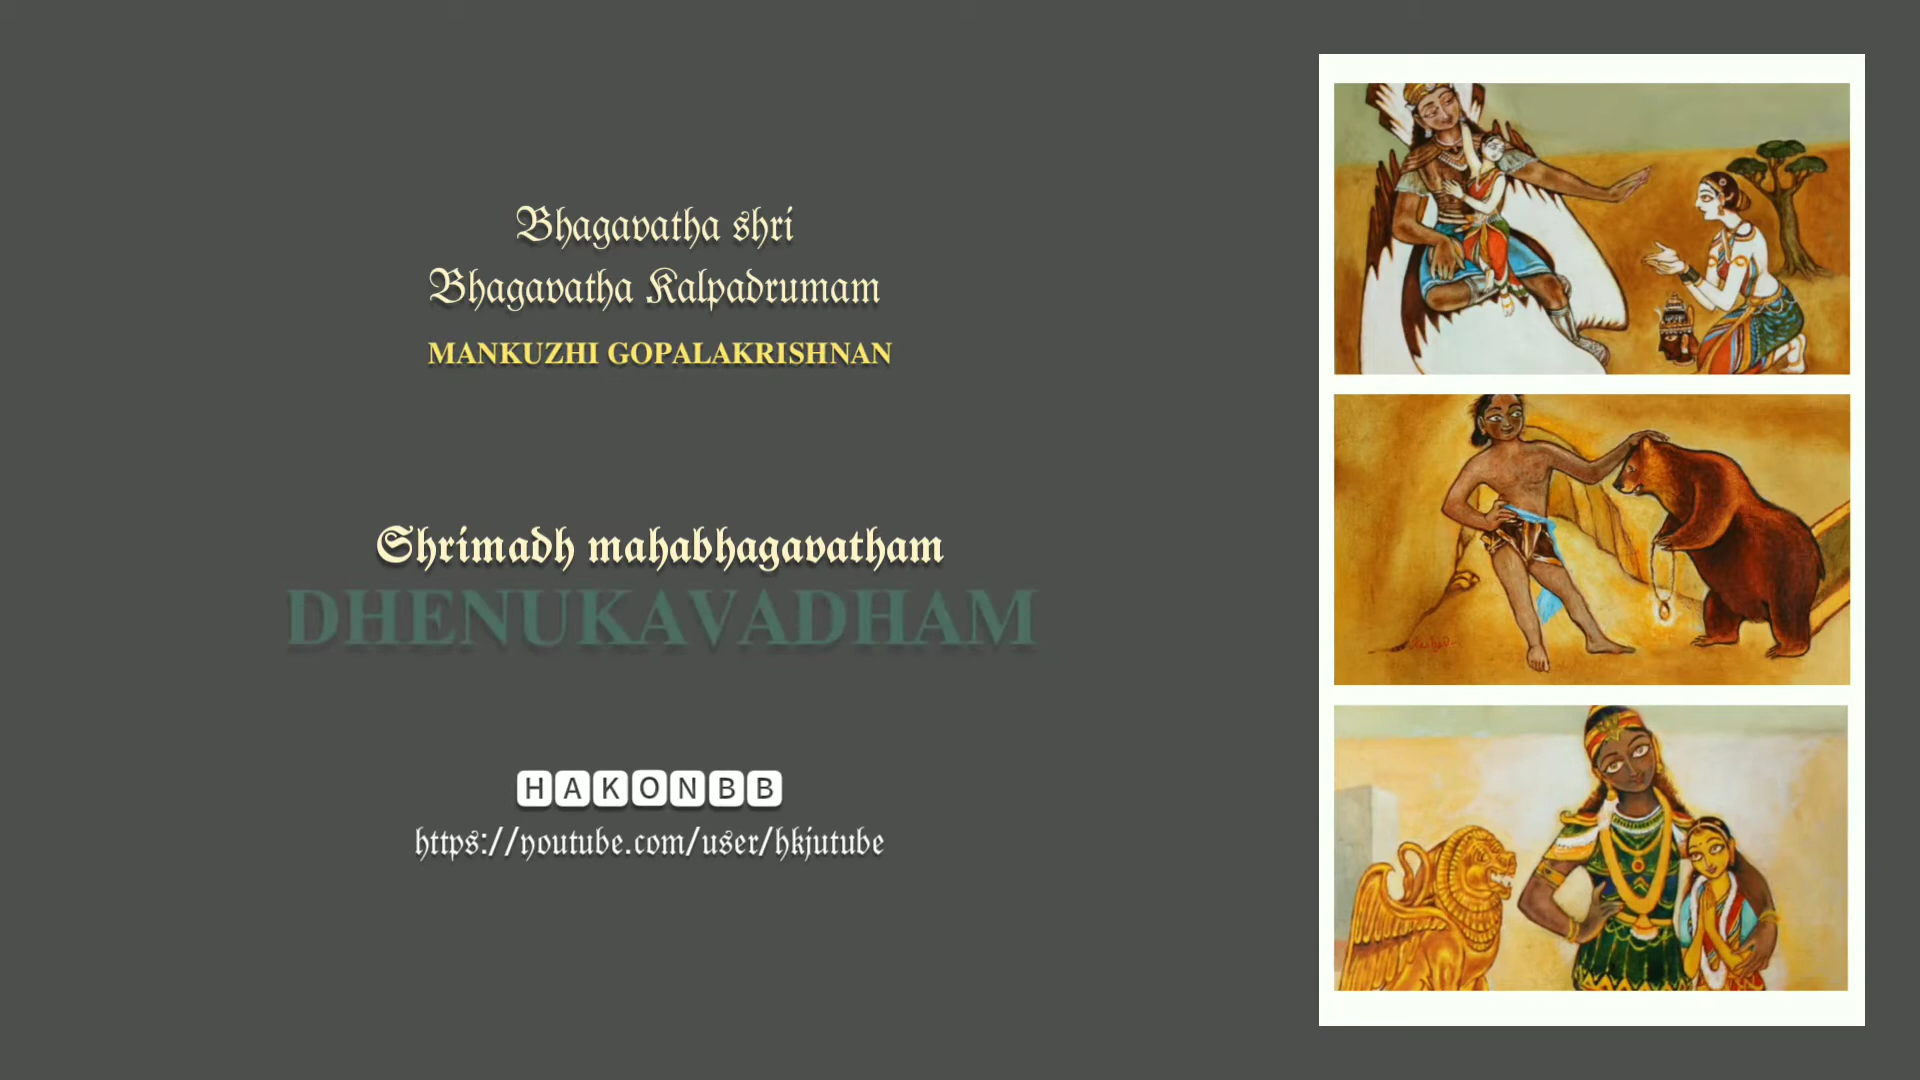 Bhagavatha shri
Bhagavatha Kalpadrumam
MANKUZHI GOPALAKRISHNAN
Shrimadh mahabhagavatham
DHENUKAVADHAM
HAKONBB
https://youtube.com/user/hkjutube